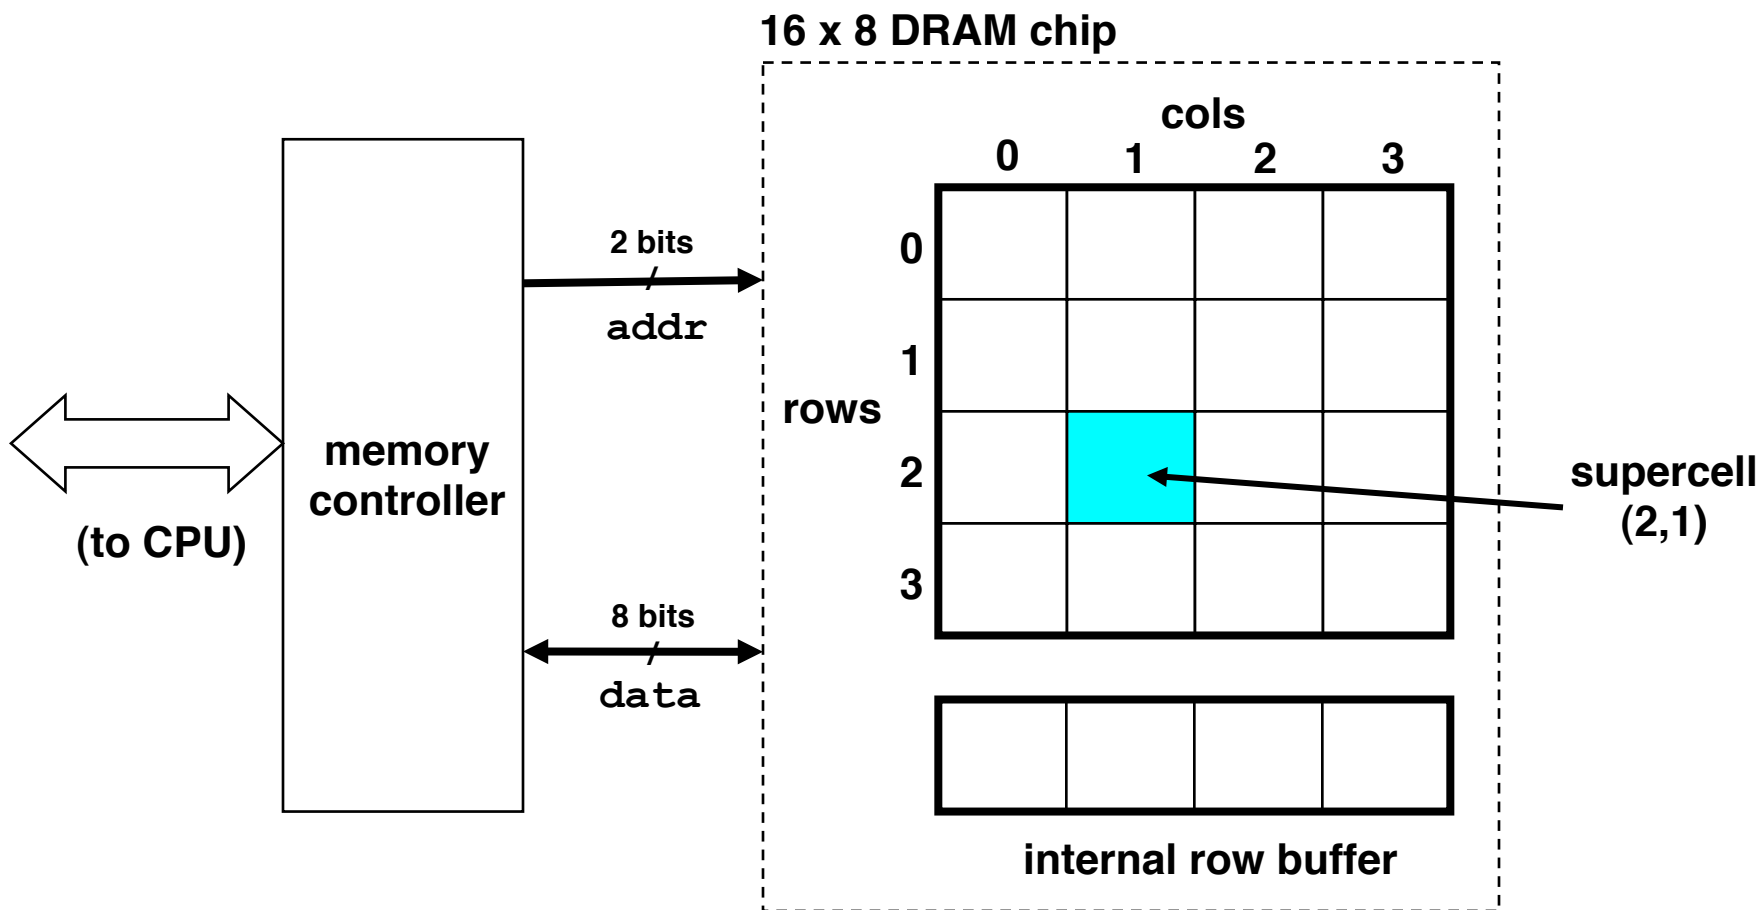 16 x 8 DRAM chip
cols
0 1 2 3
2 bits
/
addr
0
1
rows
2
3
memory
controller
(to CPU)
supercell
(2,1)
8 bits
/
data
internal row buffer